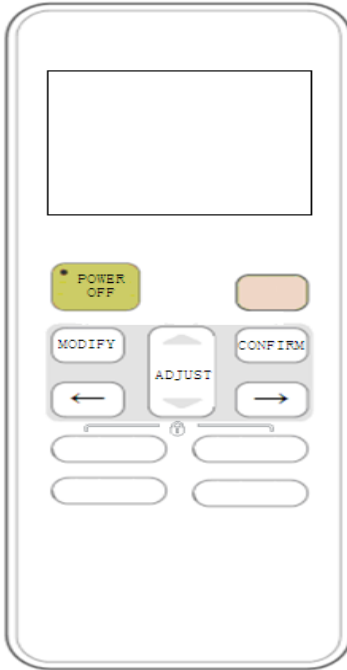 POWER
OFF
MODIFY
CONFIRM
ADJUST
←
→